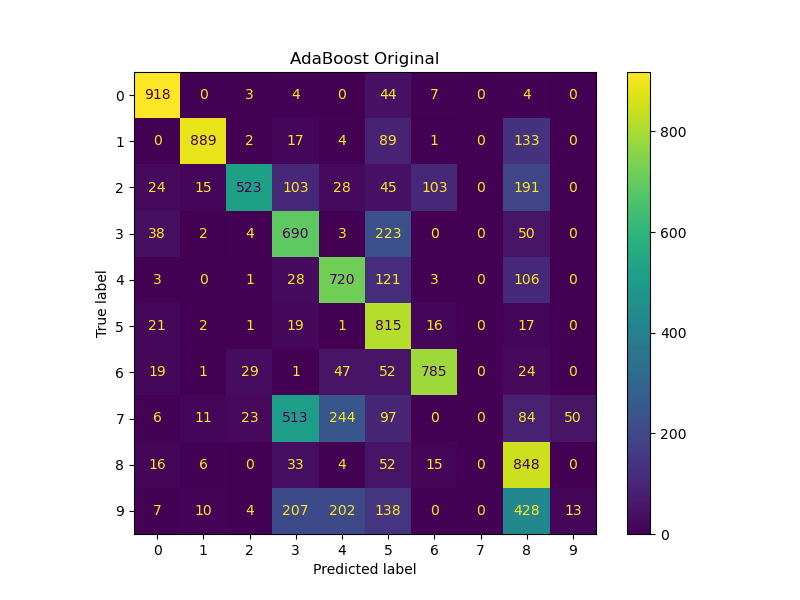 AdaBoost Original
0 918 0 3 4 0 44 7 0 4 0
1 0 889 2 17 4 89 1 0 133 0
2 24 15 523 103 28 45 103 0 191 0
3 38 2 4 690 3 223 0 0 50 0
4 3 0 1 28 720 121 3 0 106 0
5 21 2 1 19 1 815 16 0 17 0
6 19 1 29 1 47 52 785 0 24 0
7 6 11 23 513 244 97 0 0 84 50
8 16 6 0 33 4 52 15 0 848 0
9 7 10 4 207 202 138 0 0 428 13
0 1 2 3 4 5 6 7 8 9
Predicted label
True label
800
600
400
200
0